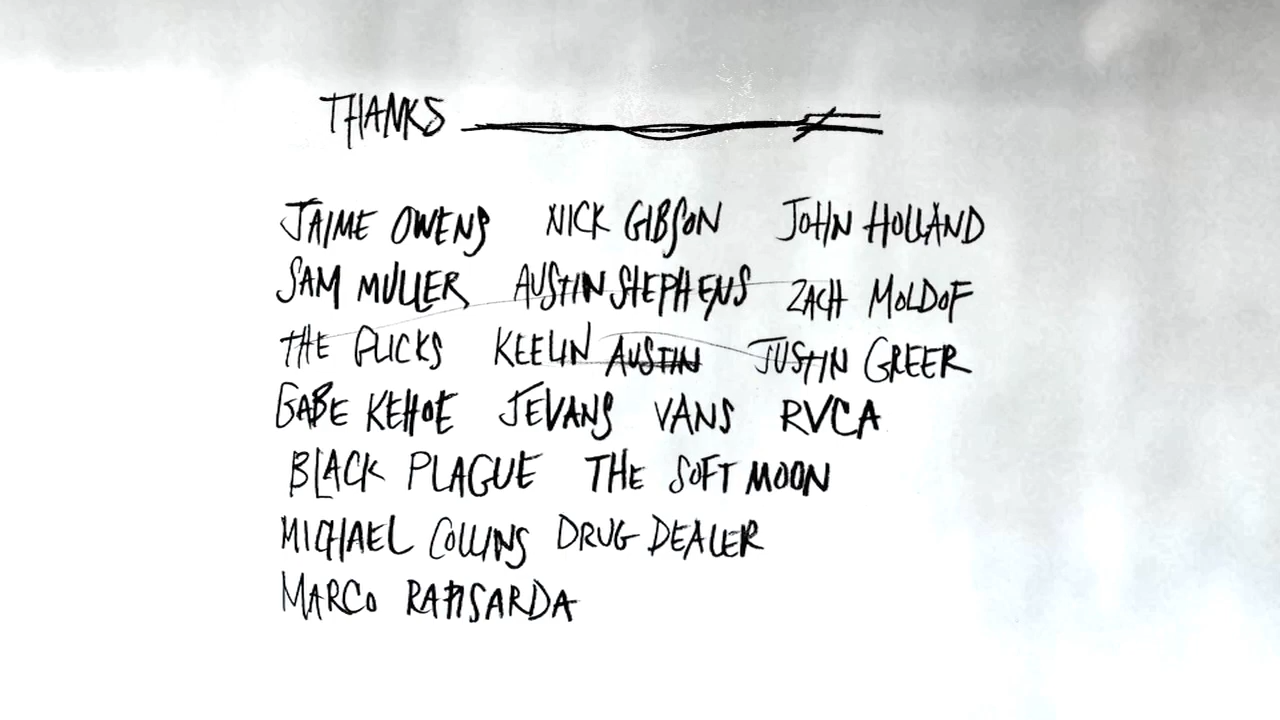 THANKS
JAIME OWENS NICK GIBSON JOHN HOLLAND
SAM MULLER AUSTIN STEPHENS ZACH MOLDOF
THE GUCKS KEELIN AUSTIN JUSTIN GREER
GABE KEHOE JEVANS VANS RVCA
BLACK PLAGUE THE SOFT MOON
MICHAEL COLLINS DRUG DEALER
MARCO RAPISARDA